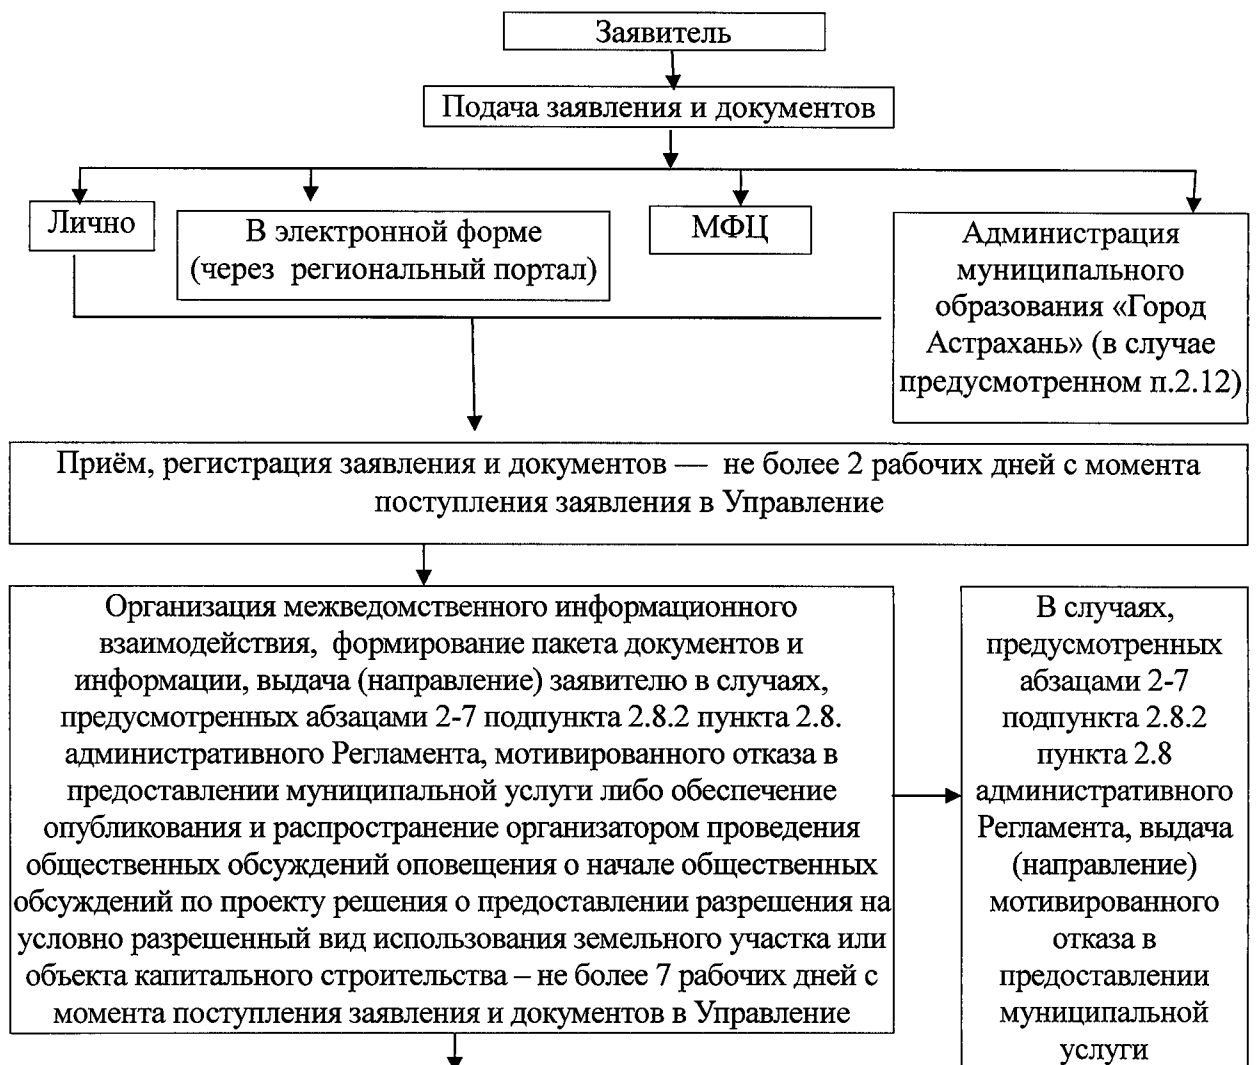 Заявитель
Подача заявления и документов
Лично
В электронной форме
(через региональный портал)
МФЦ
Администрация
муниципального
образования «Город
Астрахань» (в случае
предусмотренном п.2.12)
Приём, регистрация заявления и документов — не более 2 рабочих дней с момента
поступления заявления в Управление
Организация межведомственного информационного
взаимодействия, формирование пакета документов и
информации, выдача (направление) заявителю в случаях,
предусмотренных абзацами 2-7 подпункта 2.8.2 пункта 2.8.
административного Регламента, мотивированного отказа в
предоставлении муниципальной услуги либо обеспечение
опубликования и распространение организатором проведения
общественных обсуждений оповещения о начале общественных
обсуждений по проекту решения о предоставлении разрешения на
условно разрешенный вид использования земельного участка или
объекта капитального строительства – не более 7 рабочих дней с
момента поступления заявления и документов в Управление
В случаях,
предусмотренных
абзацами 2-7
подпункта 2.8.2
пункта 2.8
административного
Регламента, выдача
(направление)
мотивированного
отказа в
предоставлении
муниципальной
услуги